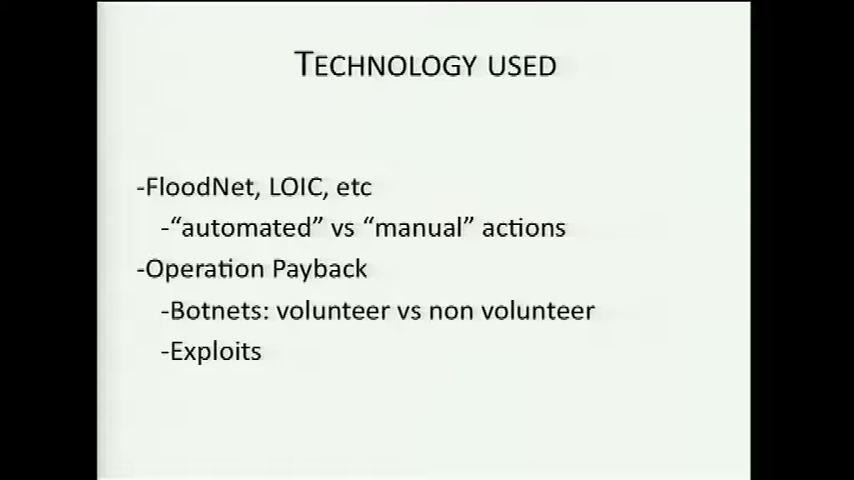 TECHNOLOGY USED
-FloodNet, LOIC, etc
-“automated” vs “manual” actions
-Operation Payback
-Botnets: volunteer vs non volunteer
-Exploits